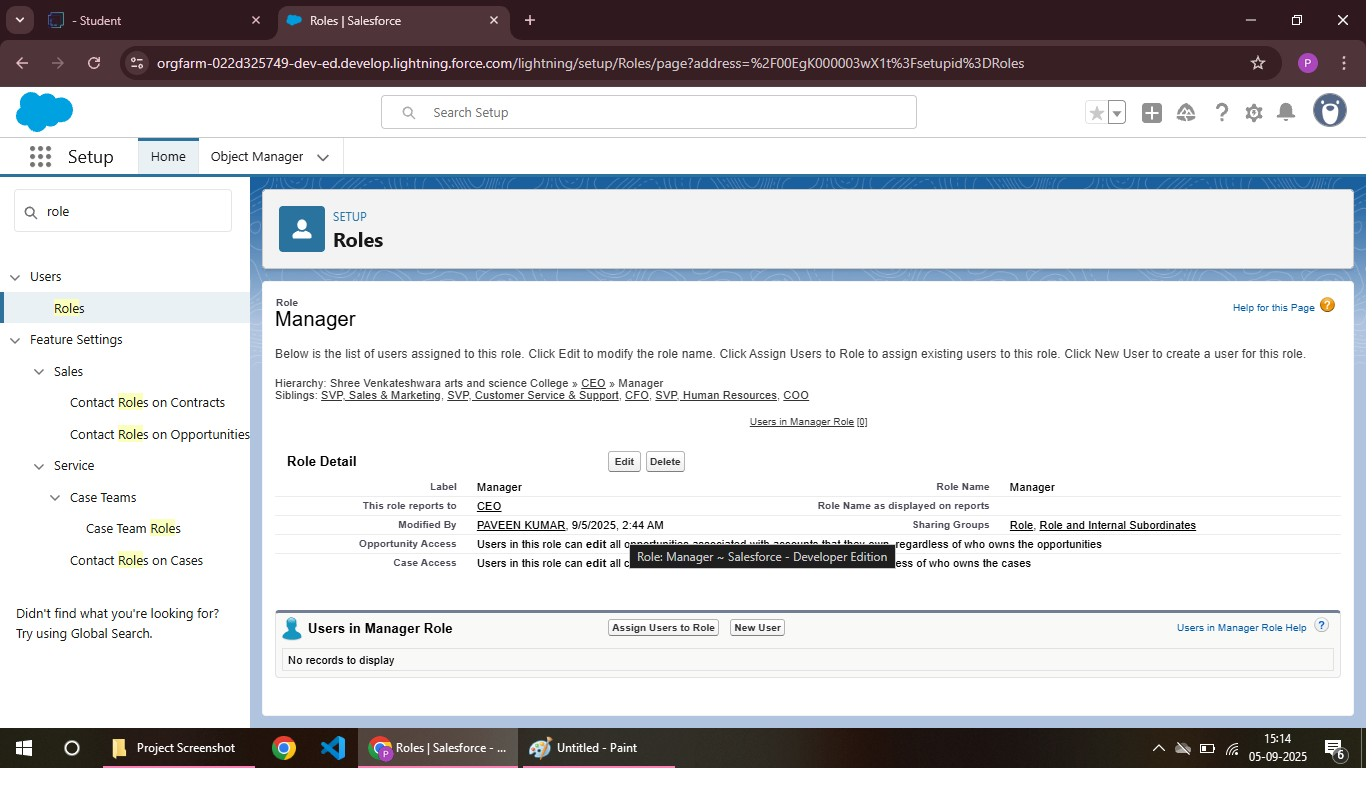 - Student
Roles | Salesforce
orgfarm-022d325749-dev-ed.develop.lightning.force.com/lightning/setup/Roles/page?address=%2F00EgK000003wX1t%3Fsetupid%3DRoles
P
Search Setup
Setup
Home
Object Manager
role
Users
Roles
Feature Settings
Sales
Contact Roles on Contracts
Contact Roles on Opportunities
Service
Case Teams
Case Team Roles
Contact Roles on Cases
Didn't find what you're looking for?
Try using Global Search.
SETUP
Roles
Role
Manager
Help for this Page ?
Below is the list of users assigned to this role. Click Edit to modify the role name. Click Assign Users to Role to assign existing users to this role. Click New User to create a user for this role.
Hierarchy: Shree Venkateshwara arts and science College » CEO » Manager
Siblings: SVP, Sales & Marketing, SVP, Customer Service & Support, CFO, SVP, Human Resources, COO
Users in Manager Role [0]
Role Detail Edit Delete
Label Manager Role Name Manager
This role reports to CEO Role Name as displayed on reports
Modified By PAVEEN KUMAR, 9/5/2025, 2:44 AM Sharing Groups Role, Role and Internal Subordinates
Opportunity Access Users in this role can edit all opportunities associated with accounts that they own, regardless of who owns the opportunities
Role: Manager ~ Salesforce - Developer Edition
Case Access Users in this role can edit all ess of who owns the cases
Users in Manager Role Assign Users to Role New User Users in Manager Role Help ?
No records to display
Project Screenshot
P
Roles | Salesforce - ...
Untitled - Paint
15:14
05-09-2025
6